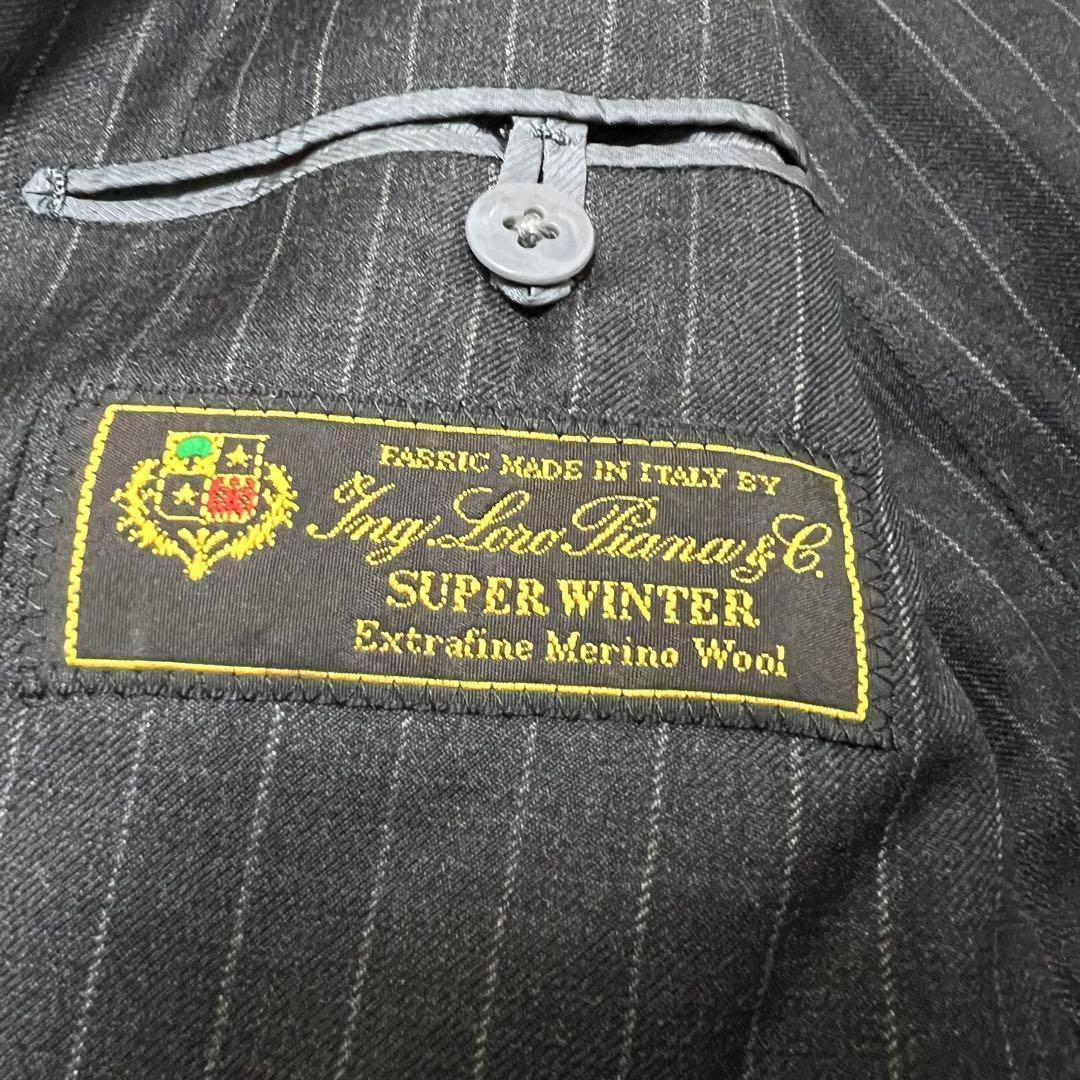 FABRIC MADE IN ITALY BY
Ing. Loro Piana & C.
SUPER WINTER
Extrafine Merino Wool